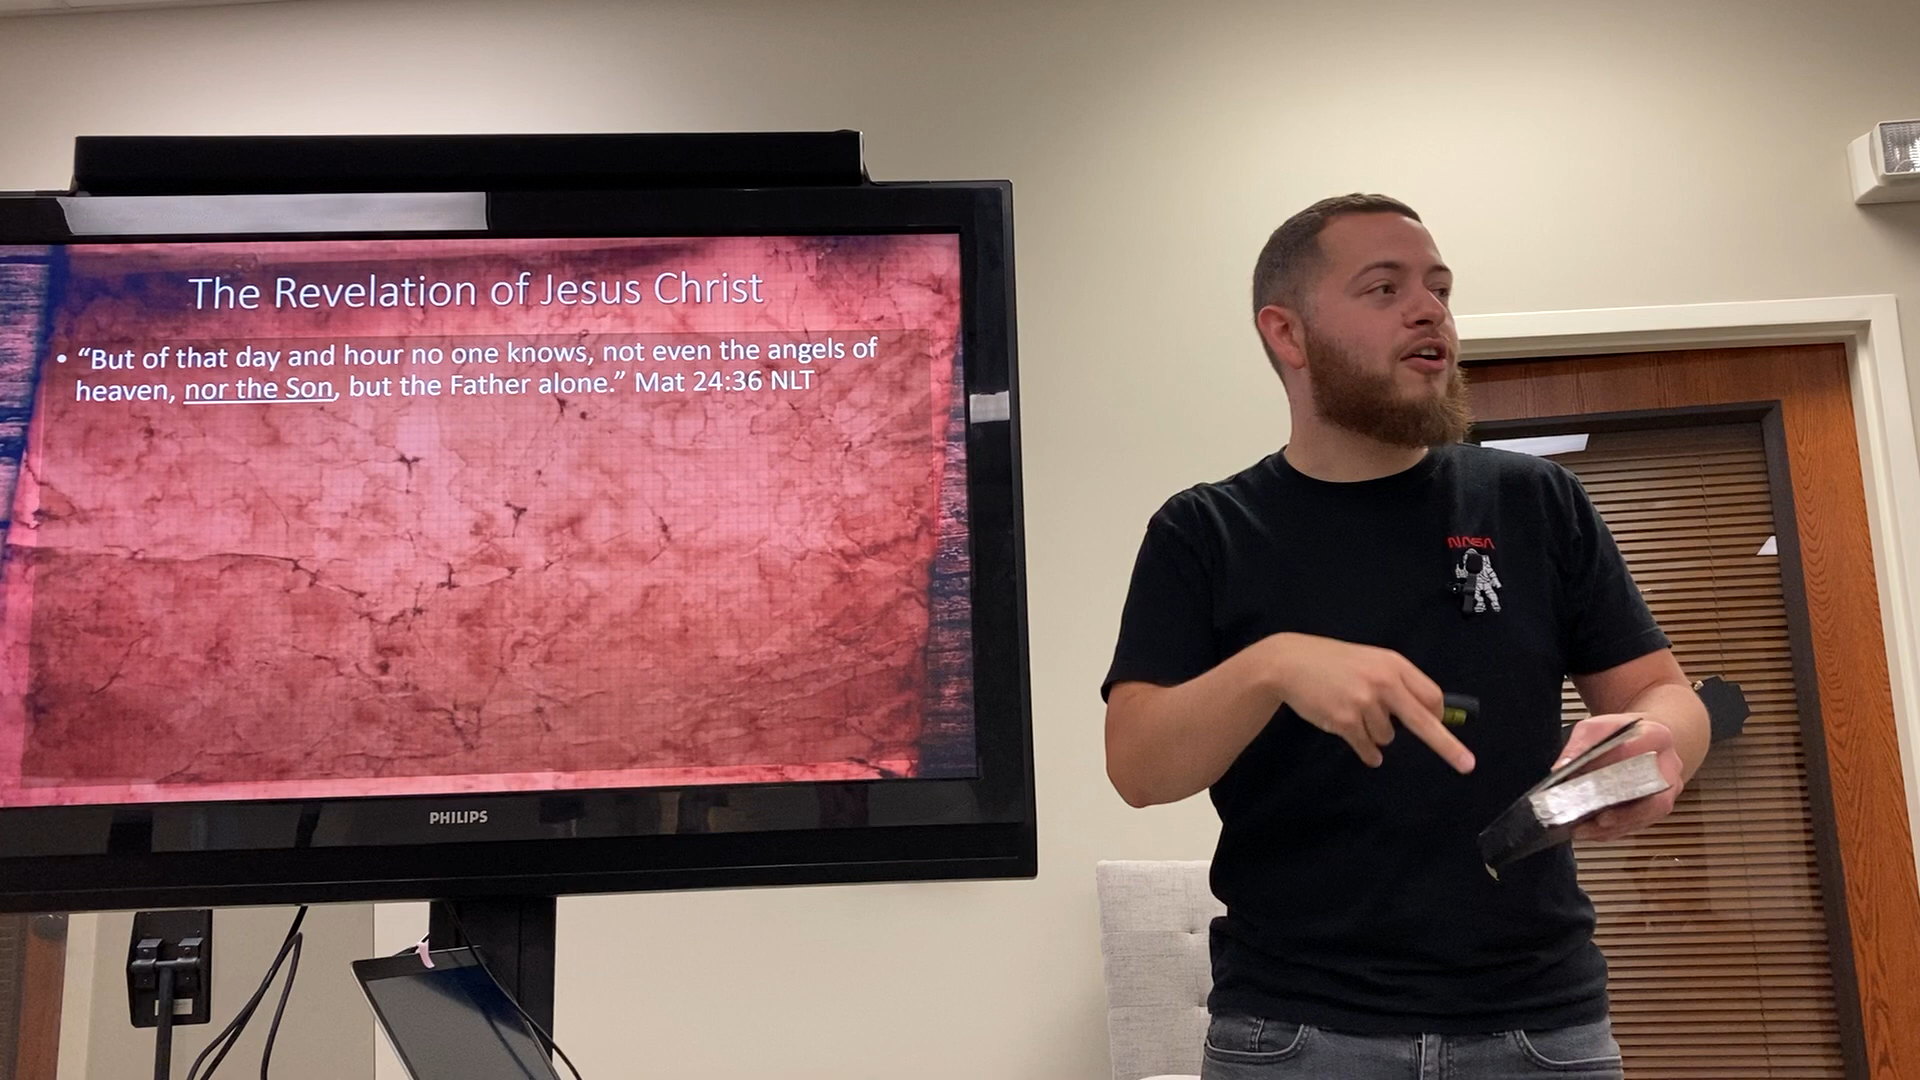 The Revelation of Jesus Christ
• “But of that day and hour no one knows, not even the angels of
heaven, nor the Son, but the Father alone.” Mat 24:36 NLT
PHILIPS
NASA